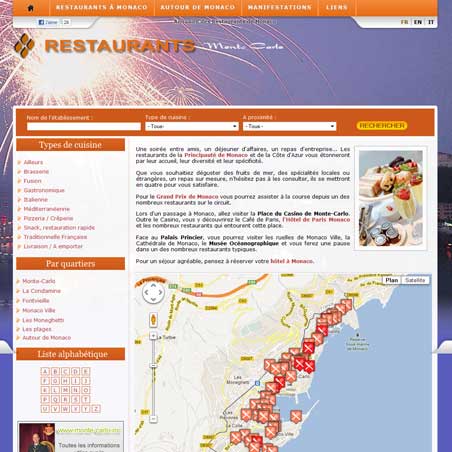 RESTAURANTS À MONACO AUTOUR DE MONACO MANIFESTATIONS LIENS
J'aime
FR EN IT
RESTAURANTS Monte Carlo
Nom de l'établissement : Type de cuisine : A proximité :
- Tous- - Tous-
RECHERCHER
Types de cuisine
Ailleurs
Brasserie
Fusion
Gastronomique
Italienne
Méditerranéenne
Pizzeria / Crêperie
Snack, restauration rapide
Traditionnelle Française
Livraison / A emporter
Par quartiers
Monte-Carlo
La Condamine
Fontvieille
Monaco Ville
Les Moneghetti
Les plages
Autour de Monaco
Liste alphabétique
A B C D E
F G H I J
K L M N O
P Q R S T
U V W X Y Z
www.monte-carlo.mc
Toutes les informations
Une soirée entre amis, un déjeuner d'affaires, un repas d'entreprise... Les
restaurants de la Principauté de Monaco et de la Côte d'Azur vous étonneront
par leur accueil, leur diversité et leur spécificité.
Que vous souhaitiez déguster des fruits de mer, des spécialités locales ou
étrangères, un repas sur mesure, n'hésitez pas à les consulter, ils se mettront
en quatre pour vous satisfaire.
Pour le Grand Prix de Monaco vous pourrez assister à la course depuis un des
nombreux restaurants sur le circuit.
Lors d'un passage à Monaco, allez visiter la Place du Casino de Monte-Carlo.
Outre le Casino, vous y découvrirez le Café de Paris, l'Hôtel de Paris Monaco
et les nombreux restaurants qui entourent cette place.
Face au Palais Princier, vous pourrez visiter les ruelles de Monaco Ville, la
Cathédrale de Monaco, le Musée Océanographique et vous ferez une pause
dans un des nombreux restaurants typiques.
Pour un séjour agréable, pensez à réserver votre hôtel à Monaco.
Plan Satellite
Les
Moneghetti
Les
Révoires
La Colle